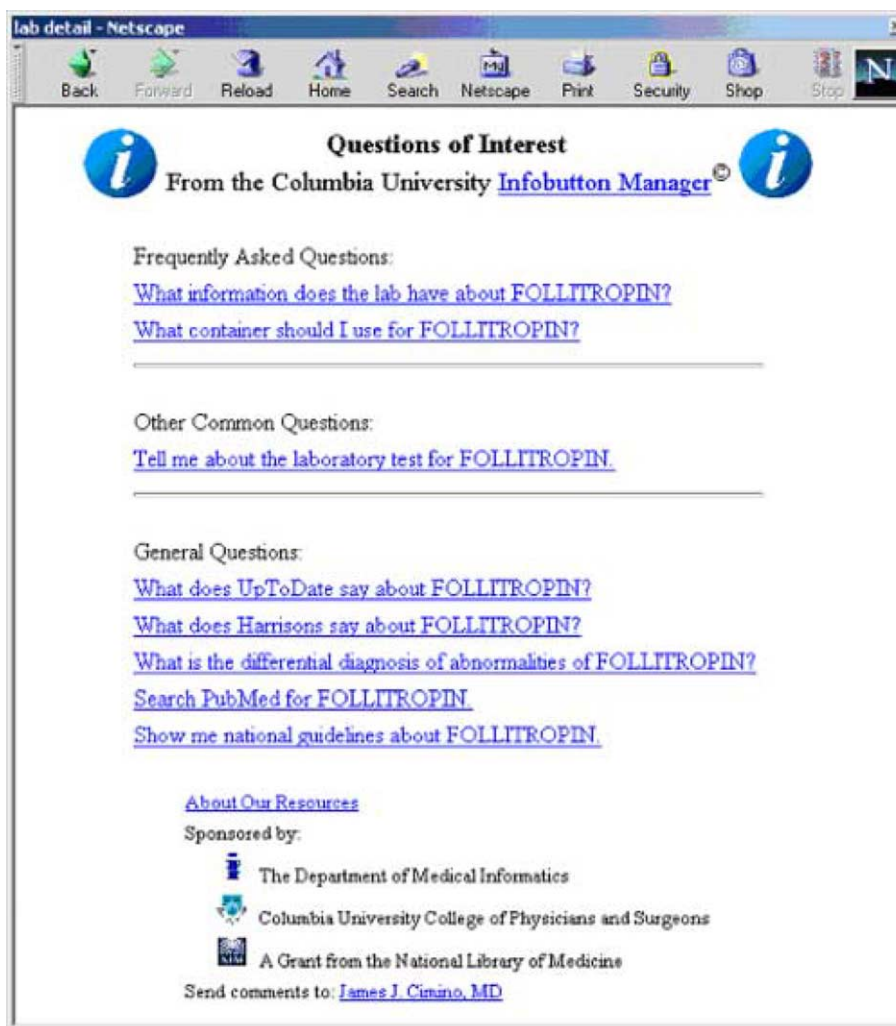 lab detail - Netscape
Back Forward Reload Home Search Netscape Print Security Shop Stop
My
N
Questions of Interest
From the Columbia University Infobutton Manager©
Frequently Asked Questions:
What information does the lab have about FOLLITROPIN?
What container should I use for FOLLITROPIN?
Other Common Questions:
Tell me about the laboratory test for FOLLITROPIN.
General Questions:
What does UpToDate say about FOLLITROPIN?
What does Harrisons say about FOLLITROPIN?
What is the differential diagnosis of abnormalities of FOLLITROPIN?
Search PubMed for FOLLITROPIN.
Show me national guidelines about FOLLITROPIN.
About Our Resources
Sponsored by:
The Department of Medical Informatics
Columbia University College of Physicians and Surgeons
A Grant from the National Library of Medicine
Send comments to: James J. Cimino, MD